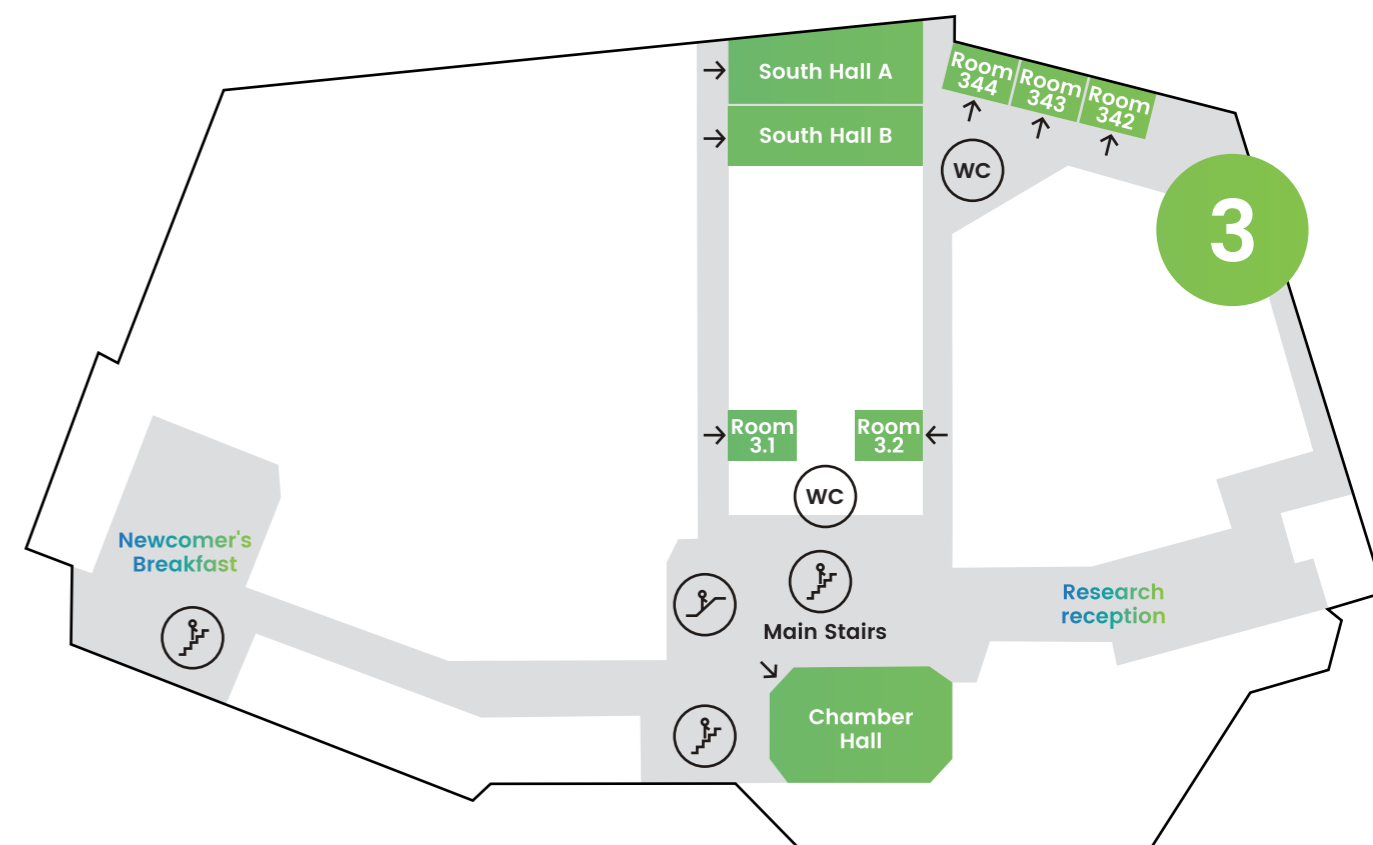 South Hall A
South Hall B
Room
344
Room
343
Room
342
WC
3
Room
3.1
Room
3.2
WC
Newcomer's
Breakfast
Main Stairs
Research
reception
Chamber
Hall